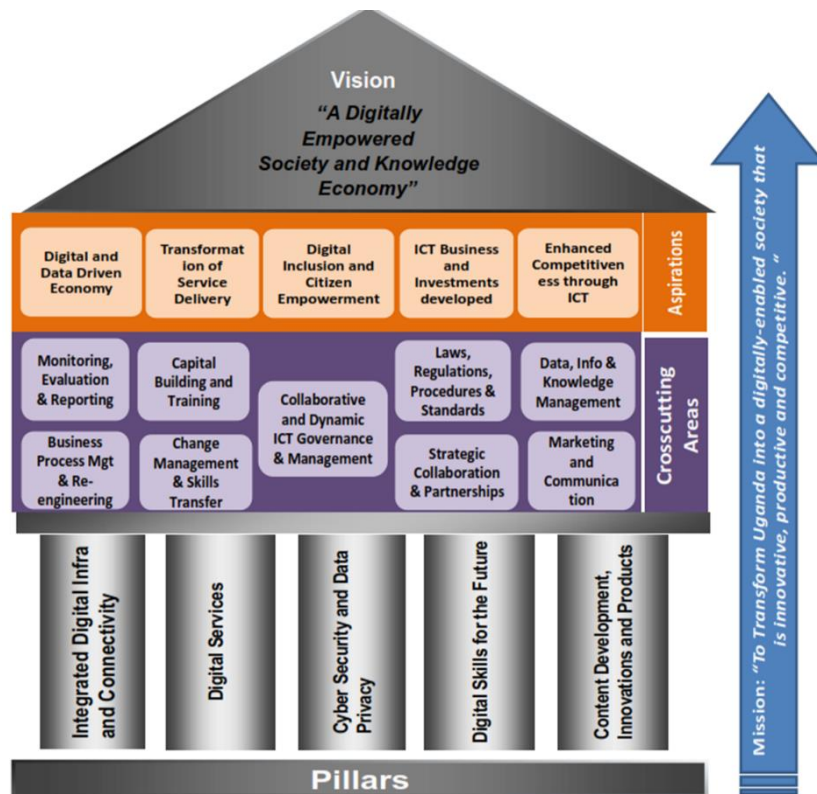 Vision
“A Digitally
Empowered
Society and Knowledge
Economy”
Digital and
Data Driven
Economy
Transformat
ion of
Service
Delivery
Digital
Inclusion and
Citizen
Empowerment
ICT Business
and
Investments
developed
Enhanced
Competitiven
ess through
ICT
Aspirations
Monitoring,
Evaluation
& Reporting
Capital
Building and
Training
Collaborative
and Dynamic
ICT Governance
& Management
Laws,
Regulations,
Procedures &
Standards
Data, Info &
Knowledge
Management
Business
Process Mgt
& Re-
engineering
Change
Management
& Skills
Transfer
Strategic
Collaboration
& Partnerships
Marketing
and
Communica
tion
Crosscutting
Areas
Integrated Digital Infra
and Connectivity
Digital Services
Cyber Security and Data
Privacy
Digital Skills for the Future
Content Development,
Innovations and Products
Pillars
Mission: “To Transform Uganda into a digitally-enabled society that
is innovative, productive and competitive. “